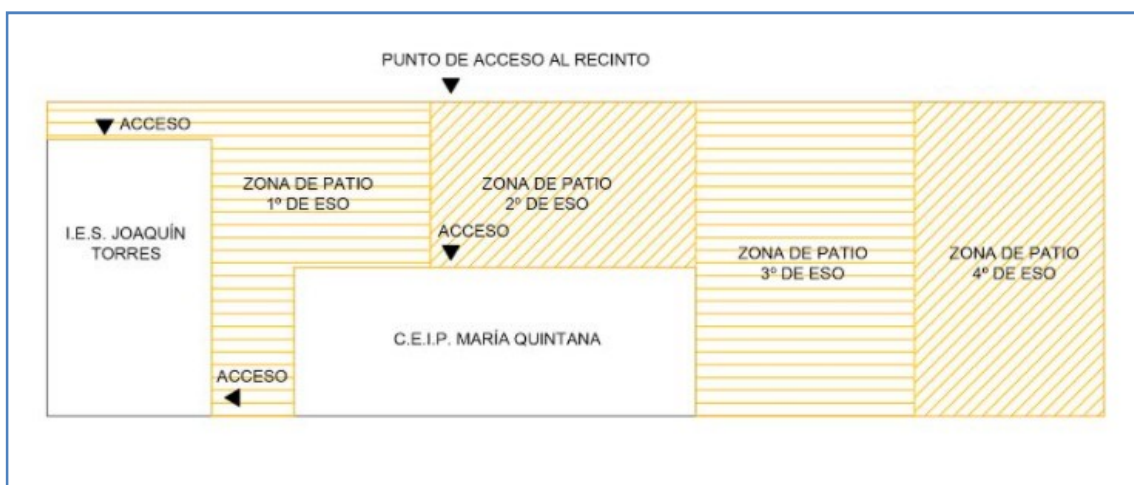 PUNTO DE ACCESO AL RECINTO
ACCESO
ZONA DE PATIO
1º DE ESO
ZONA DE PATIO
2º DE ESO
I.E.S. JOAQUÍN
TORRES
ACCESO
ZONA DE PATIO
3º DE ESO
ZONA DE PATIO
4º DE ESO
C.E.I.P. MARÍA QUINTANA
ACCESO